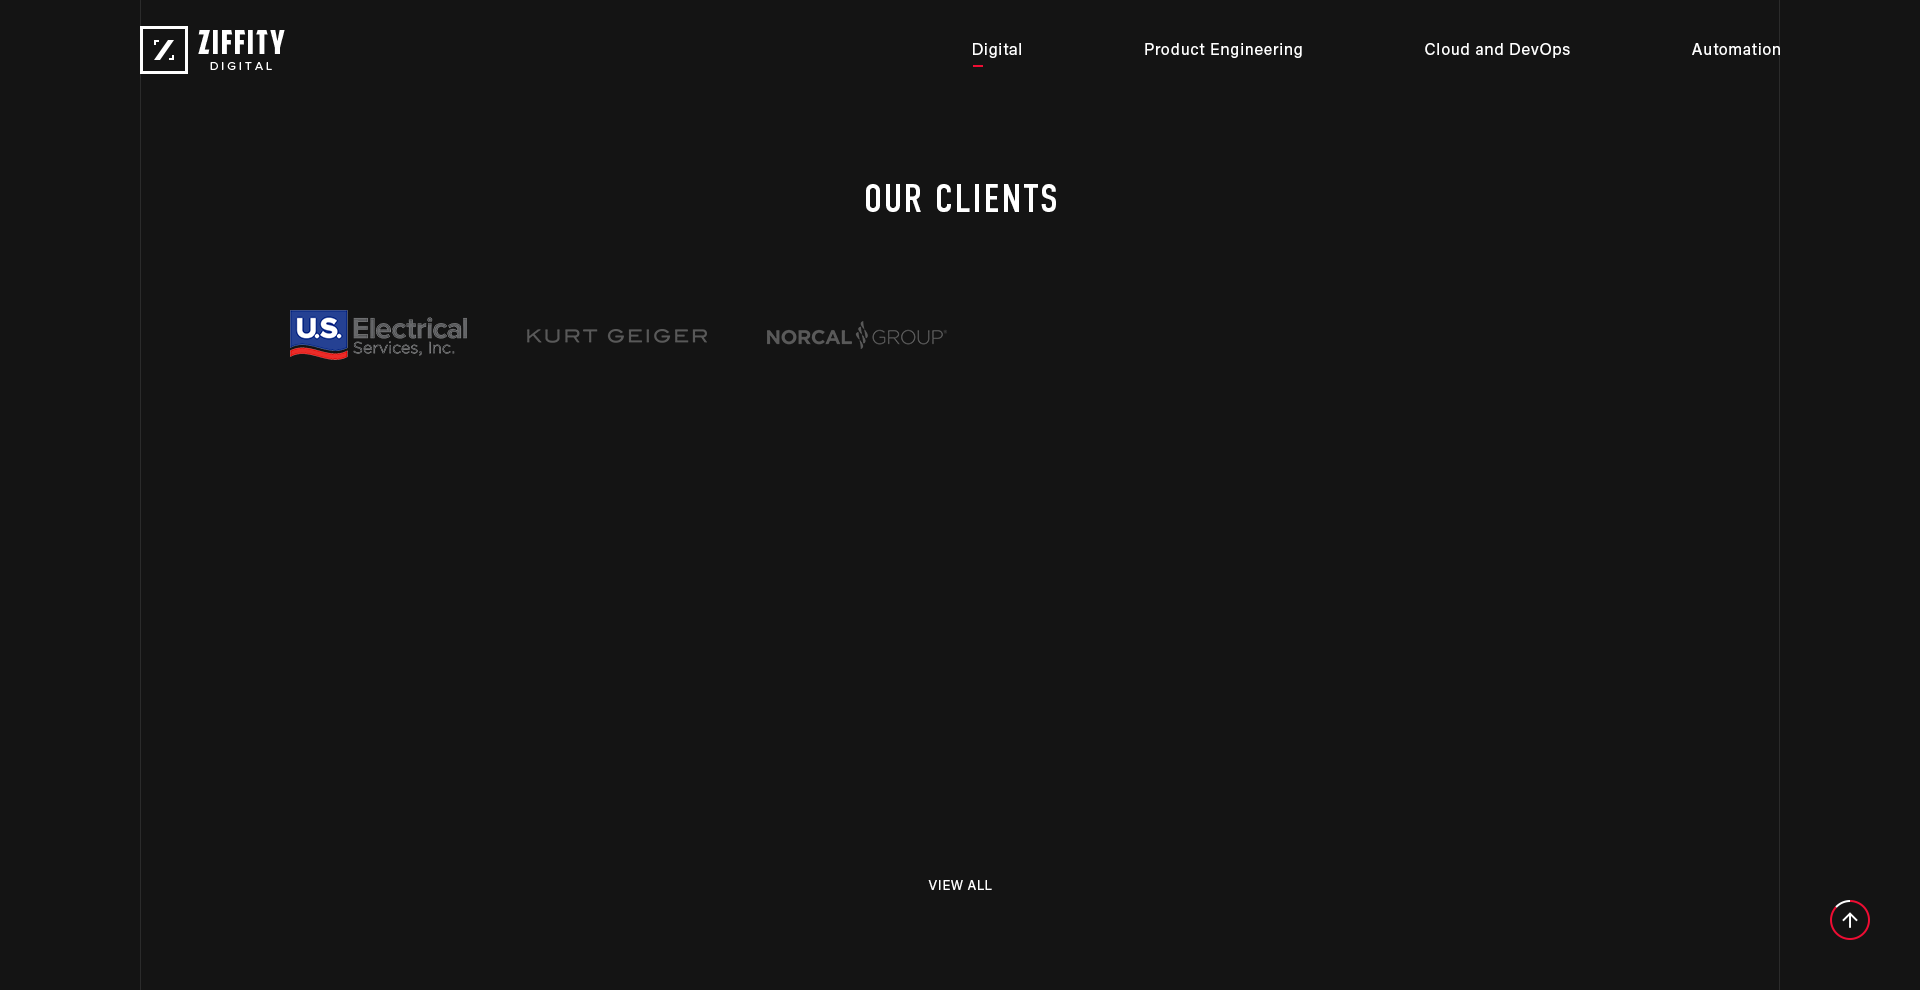 ZIFFITY
DIGITAL
Digital
Product Engineering
Cloud and DevOps
Automation
OUR CLIENTS
U.S. Electrical
Services, Inc.
KURT GEIGER
NORCAL GROUP®
VIEW ALL